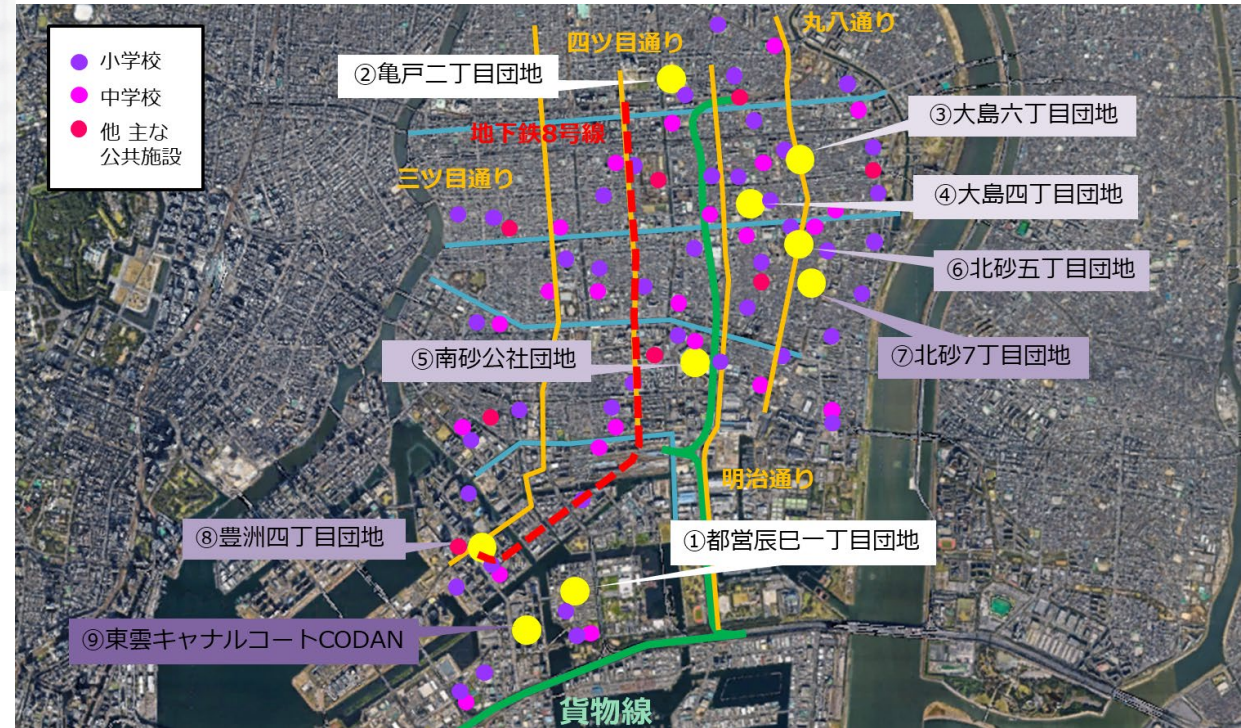 小学校
中学校
他 主な
公共施設
四ツ目通り
丸八通り
②亀戸二丁目団地
③大島六丁目団地
地下鉄8号線
三ツ目通り
④大島四丁目団地
⑥北砂五丁目団地
⑤南砂公社団地
⑦北砂7丁目団地
明治通り
⑧豊洲四丁目団地
①都営辰巳一丁目団地
⑨東雲キャナルコートCODAN
貨物線